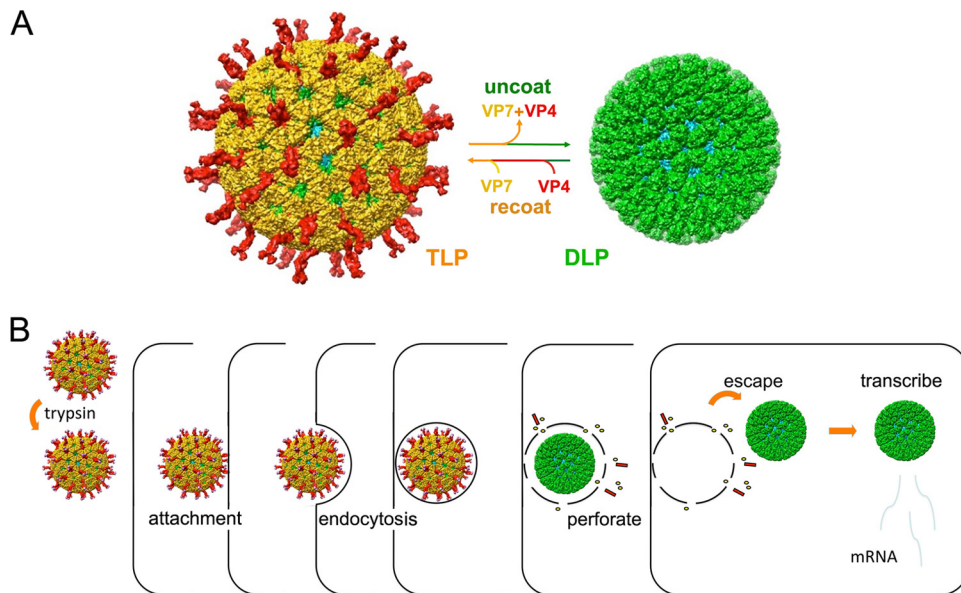 A
uncoat
VP7+VP4
VP7 VP4
recoat
TLP DLP
B
trypsin
attachment
endocytosis
perforate
escape
transcribe
mRNA